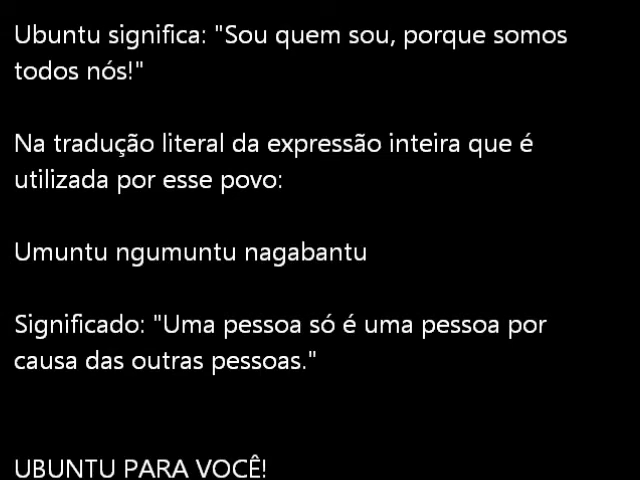 Ubuntu significa: "Sou quem sou, porque somos
todos nós!"
Na tradução literal da expressão inteira que é
utilizada por esse povo:
Umuntu ngumuntu nagabantu
Significado: "Uma pessoa só é uma pessoa por
causa das outras pessoas."
UBUNTU PARA VOCÊ!